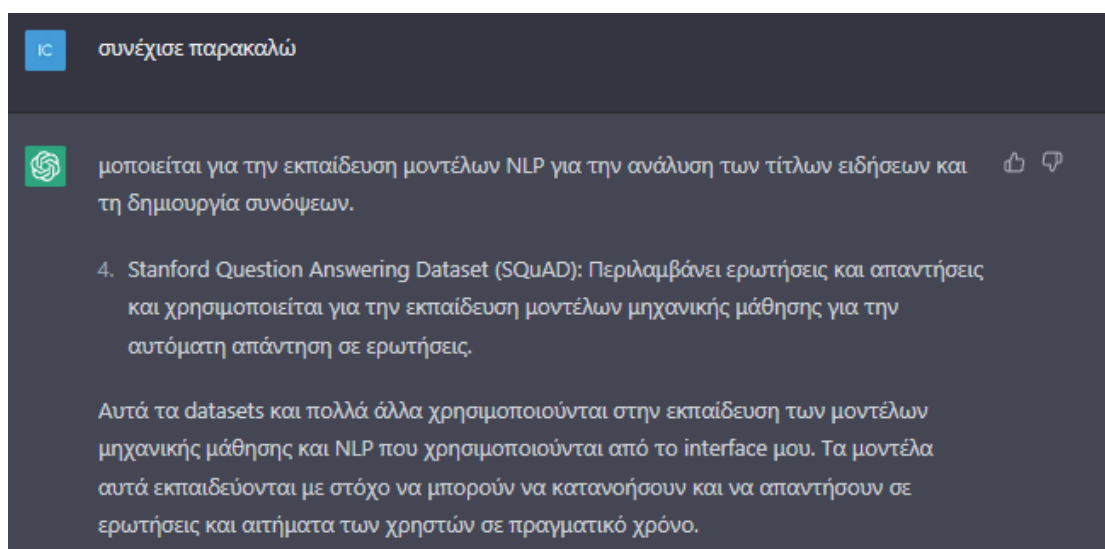 IC
συνέχισε παρακαλώ
μοποιείται για την εκπαίδευση μοντέλων NLP για την ανάλυση των τίτλων ειδήσεων και
τη δημιουργία συνόψεων.
4. Stanford Question Answering Dataset (SQuAD): Περιλαμβάνει ερωτήσεις και απαντήσεις
και χρησιμοποιείται για την εκπαίδευση μοντέλων μηχανικής μάθησης για την
αυτόματη απάντηση σε ερωτήσεις.
Αυτά τα datasets και πολλά άλλα χρησιμοποιούνται στην εκπαίδευση των μοντέλων
μηχανικής μάθησης και NLP που χρησιμοποιούνται από το interface μου. Τα μοντέλα
αυτά εκπαιδεύονται με στόχο να μπορούν να κατανοήσουν και να απαντήσουν σε
ερωτήσεις και αιτήματα των χρηστών σε πραγματικό χρόνο.